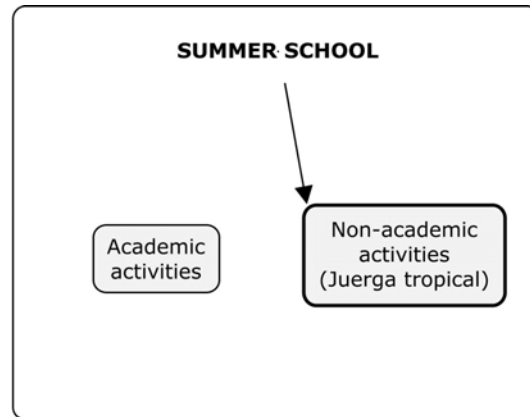 SUMMER SCHOOL
Academic
activities
Non-academic
activities
(Juerga tropical)